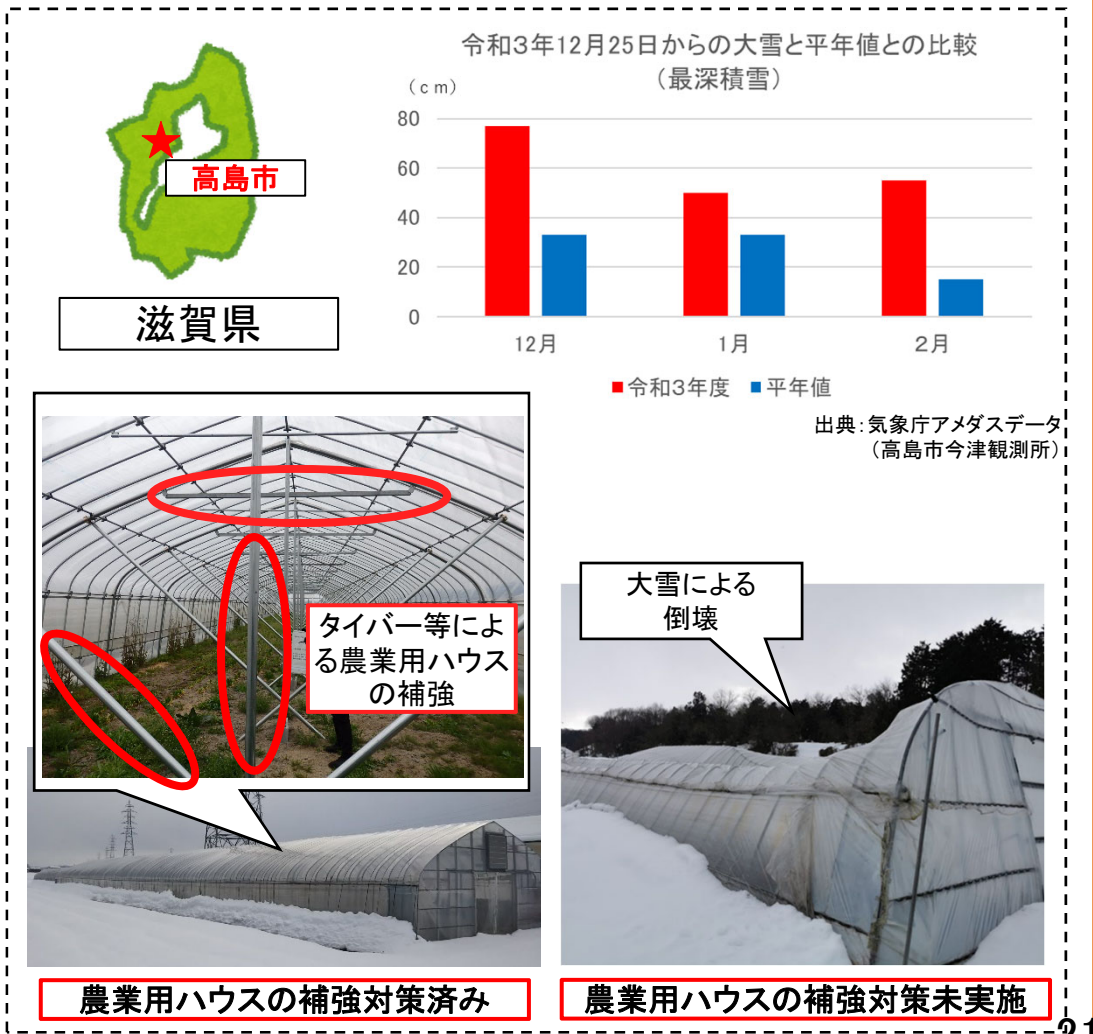 令和3年12月25日からの大雪と平年値との比較
（最深積雪）
（ｃｍ）
80
60
40
20
0
12月
1月
2月
令和3年度
平年値
出典：気象庁アメダスデータ
（高島市今津観測所）
高島市
滋賀県
タイバー等によ
る農業用ハウス
の補強
大雪による
倒壊
農業用ハウスの補強対策済み
農業用ハウスの補強対策未実施